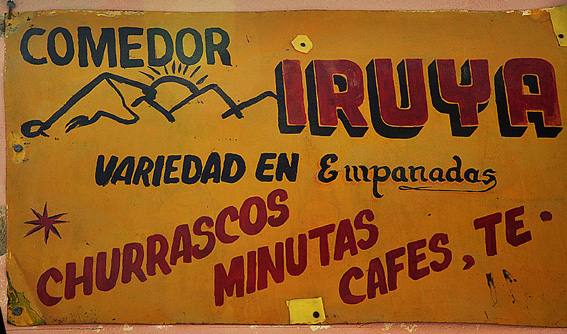 COMEDOR
IRUYA
VARIEDAD EN Empanadas
CHURRASCOS
MINUTAS
CAFES, TE.